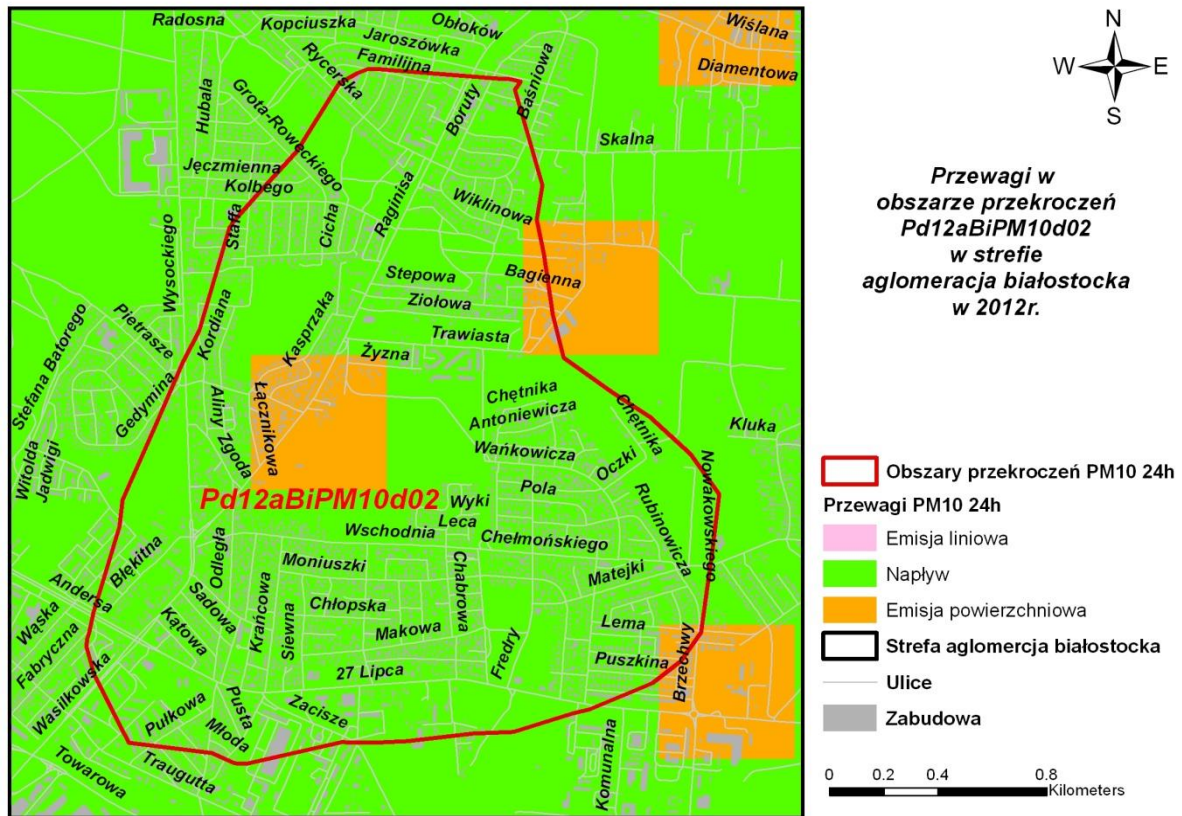 Radosna
Kopciuszka
Obłoków
Jaroszówka
Familijna
Rycerska
Wiślana
Diamentowa
Baśniowa
Boruty
Hubala
Grota-Roweckiego
Skalna
Jęczmienna
Kolbego
Staffa
Cicha
Raginisa
Wiklinowa
Wysockiego
Stepowa
Bagienna
Ziołowa
Pietrasze
Kordiana
Kasprzaka
Trawiasta
Żyzna
Stefana Batorego
Gedymina
Aliny Zgoda
Łącznikowa
Chętnika
Antoniewicza
Chętnika
Kluka
Witolda
Jadwigi
Wańkowicza
Oczki
Nowakowskiego
Pd12aBiPM10d02
Wyki
Pola
Leca
Rubinowicza
Wschodnia
Chełmońskiego
Błękitna
Odległa
Moniuszki
Matejki
Andersa
Sadowa
Krańcowa
Siewna
Chłopska
Chabrowa
Wąska
Kątowa
Makowa
Lema
Fabryczna
Fredry
Puszkina
Brzechwy
Wasilkowska
27 Lipca
Pusta
Zacisze
Pułkowa
Młoda
Komunalna
Towarowa
Traugutta
N
W
E
S
Przewagi w
obszarze przekroczeń
Pd12aBiPM10d02
w strefie
aglomeracja białostocka
w 2012r.
Obszary przekroczeń PM10 24h
Przewagi PM10 24h
Emisja liniowa
Napływ
Emisja powierzchniowa
Strefa aglomercja białostocka
Ulice
Zabudowa
0 0.2 0.4 0.8
Kilometers